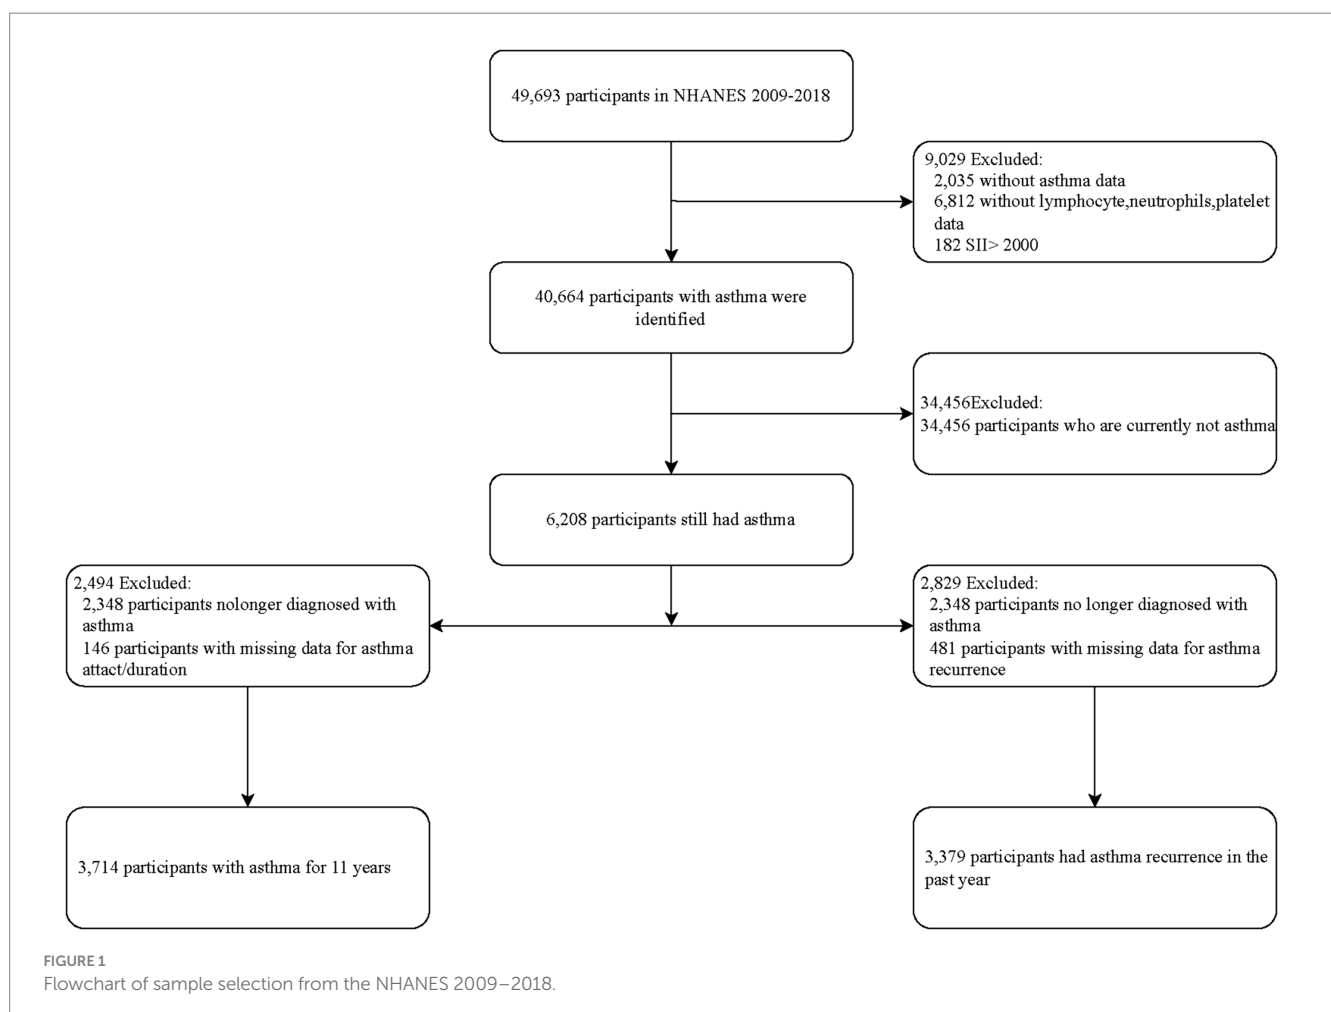 49,693 participants in NHANES 2009-2018
9,029 Excluded:
2,035 without asthma data
6,812 without lymphocyte,neutrophils,platelet
data
182 SII> 2000
40,664 participants with asthma were
identified
34,456Excluded:
34,456 participants who are currently not asthma
6,208 participants still had asthma
2,494 Excluded:
2,348 participants nolonger diagnosed with
asthma
146 participants with missing data for asthma
attact/duration
2,829 Excluded:
2,348 participants no longer diagnosed with
asthma
481 participants with missing data for asthma
recurrence
3,714 participants with asthma for 11 years
3,379 participants had asthma recurrence in the
past year
FIGURE 1
Flowchart of sample selection from the NHANES 2009–2018.